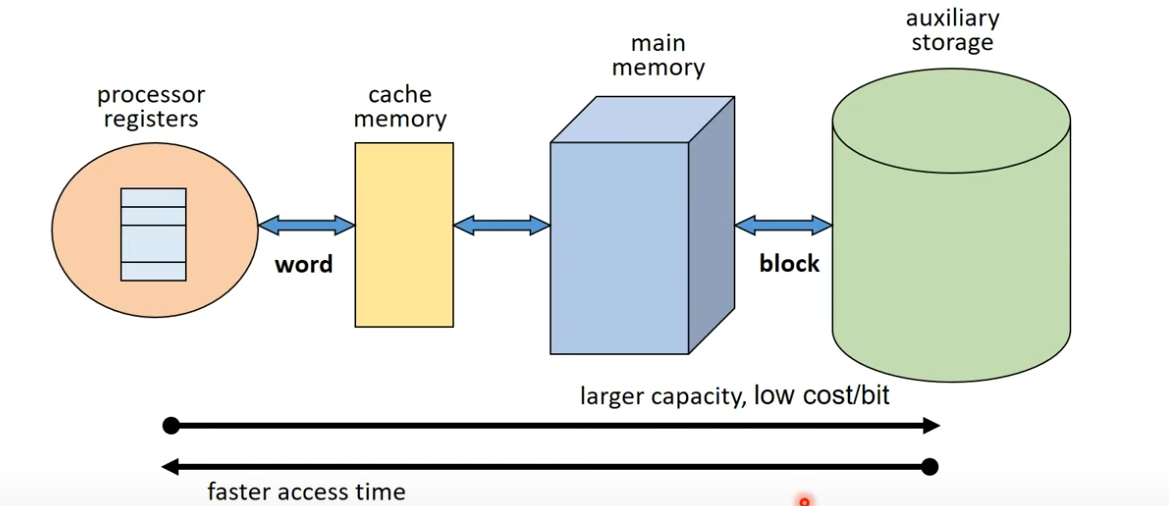 processor
registers
cache
memory
main
memory
auxiliary
storage
word
block
larger capacity, low cost/bit
faster access time